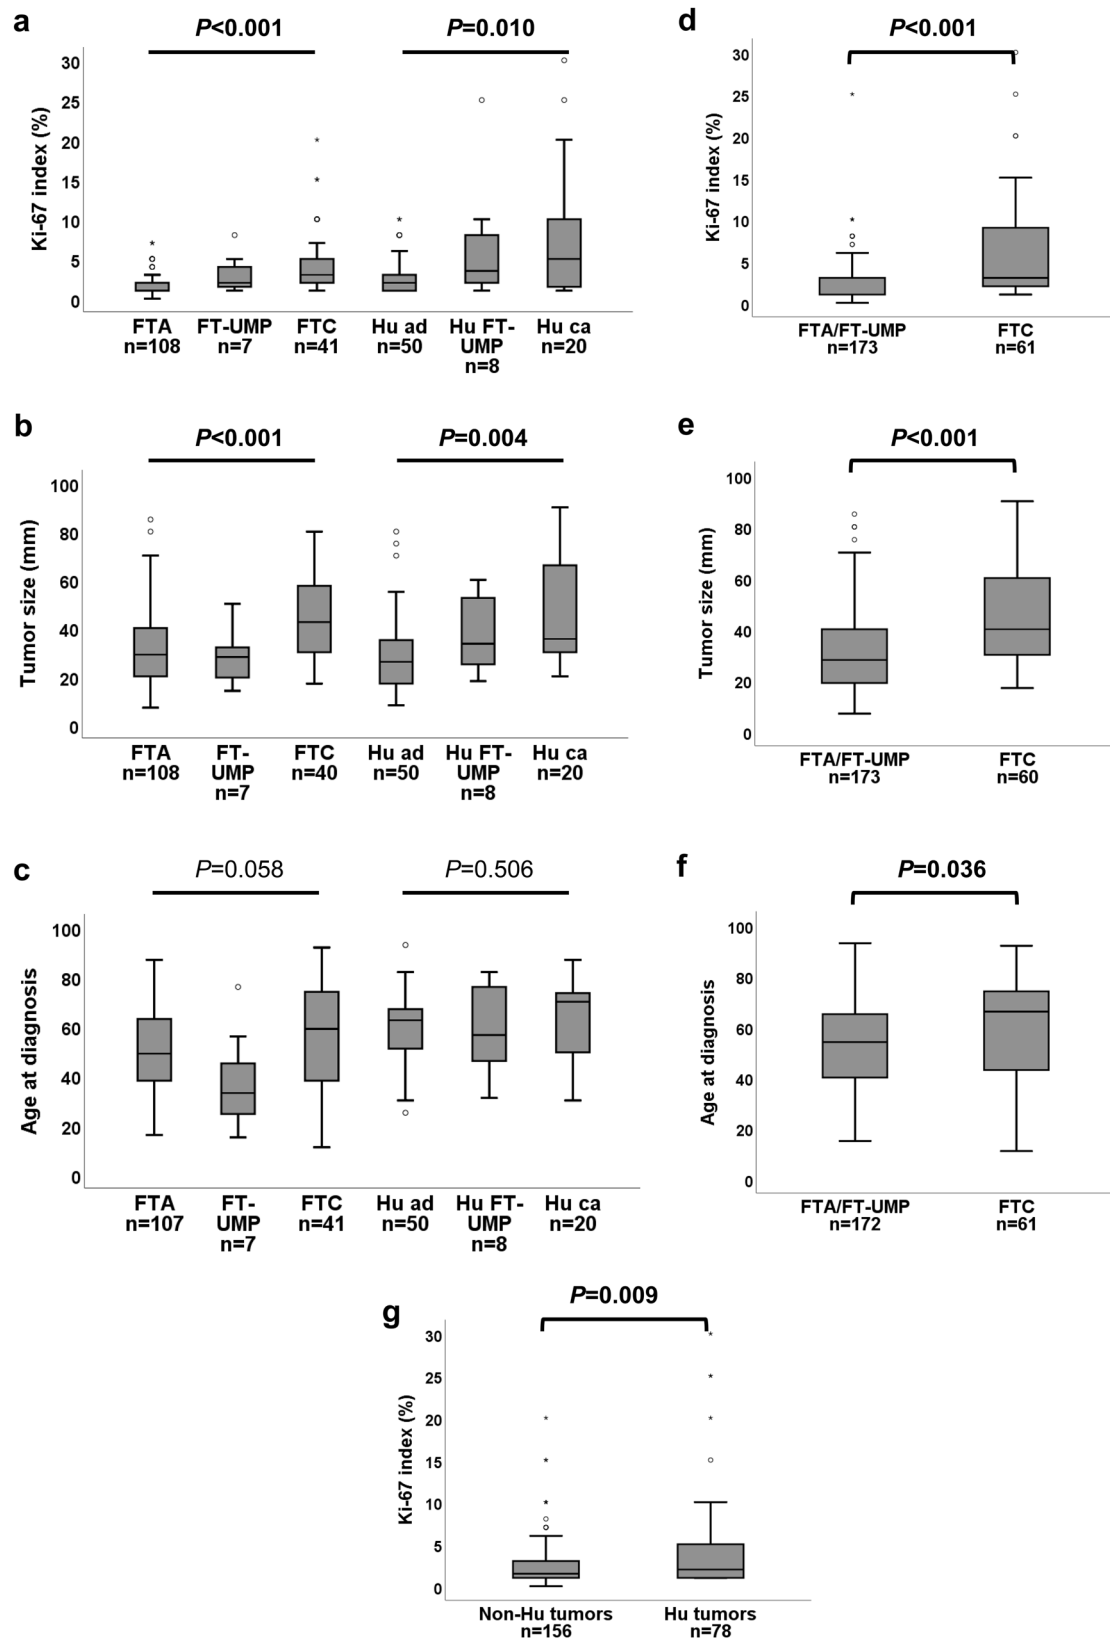 a
P<0.001
P=0.010
Ki-67 index (%)
30
25
20
15
10
5
0
FTA
n=108
FT-UMP
n=7
FTC
n=41
Hu ad
n=50
Hu FT-
UMP
n=8
Hu ca
n=20
d
P<0.001
Ki-67 index (%)
30
25
20
15
10
5
0
FTA/FT-UMP
n=173
FTC
n=61
b
P<0.001
P=0.004
Tumor size (mm)
100
80
60
40
20
0
FTA
n=108
FT-
UMP
n=7
FTC
n=40
Hu ad
n=50
Hu FT-
UMP
n=8
Hu ca
n=20
e
P<0.001
Tumor size (mm)
100
80
60
40
20
0
FTA/FT-UMP
n=173
FTC
n=60
c
P=0.058
P=0.506
Age at diagnosis
100
80
60
40
20
0
FTA
n=107
FT-
UMP
n=7
FTC
n=41
Hu ad
n=50
Hu FT-
UMP
n=8
Hu ca
n=20
f
P=0.036
Age at diagnosis
100
80
60
40
20
0
FTA/FT-UMP
n=172
FTC
n=61
g
P=0.009
Ki-67 index (%)
30
25
20
15
10
5
0
Non-Hu tumors
n=156
Hu tumors
n=78